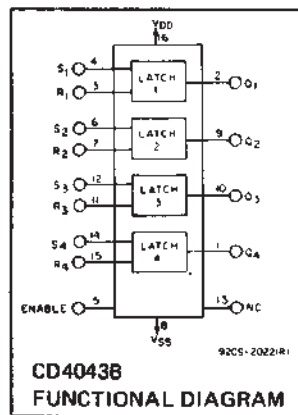 VDD
16
S1 4
R1 3
LATCH
1
2 Q1
S2 6
R2 7
LATCH
2
9 Q2
S3 12
R3 11
LATCH
3
10 Q3
S4 14
R4 15
LATCH
4
1 Q4
ENABLE 5
13 NC
8
VSS
92CS-20221R1
CD4043B
FUNCTIONAL DIAGRAM